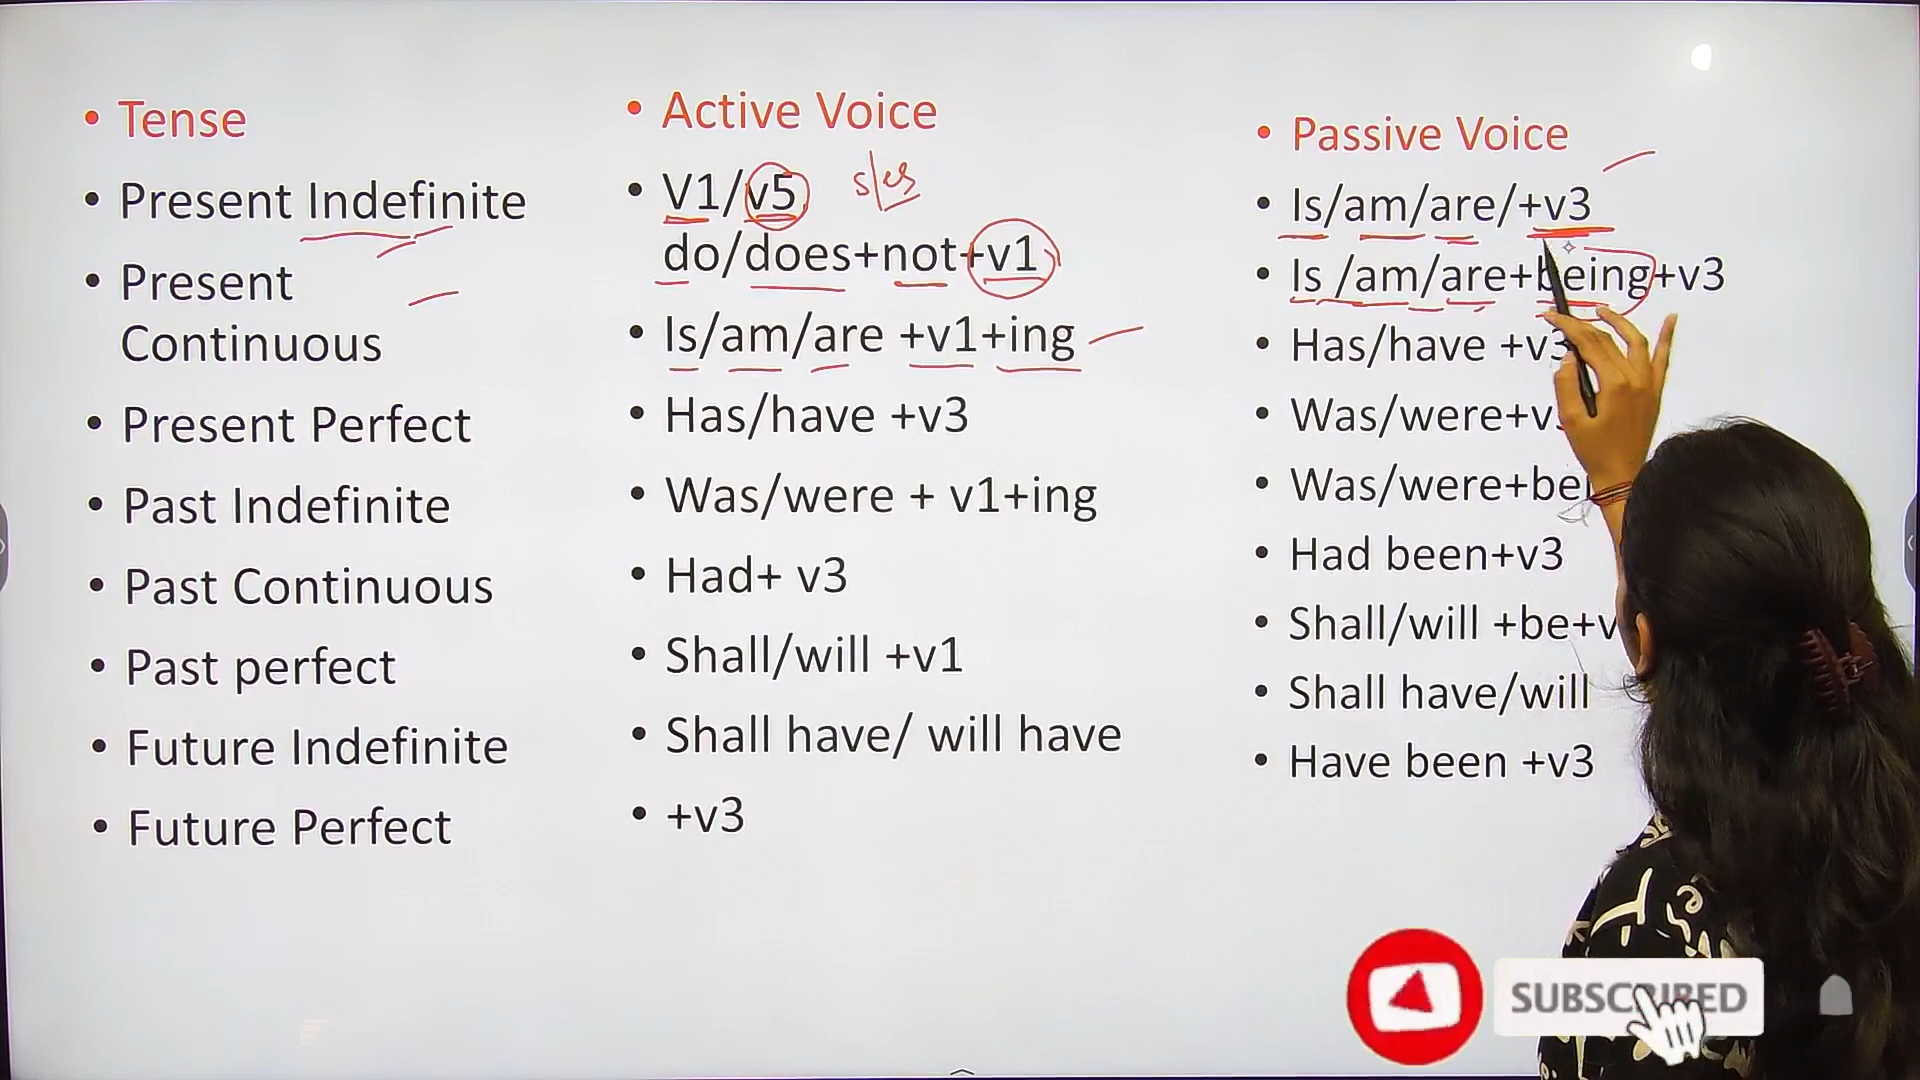 • Tense
• Present Indefinite
• Present
Continuous
• Present Perfect
• Past Indefinite
• Past Continuous
• Past perfect
• Future Indefinite
• Future Perfect
• Active Voice
• V1/v5 s/es
do/does+not+v1
• Is/am/are +v1+ing
• Has/have +v3
• Was/were + v1+ing
• Had+ v3
• Shall/will +v1
• Shall have/ will have
• +v3
• Passive Voice
• Is/am/are/+v3
• Is /am/are+being+v3
• Has/have +v3
• Was/were+v3
• Was/were+bei
• Had been+v3
• Shall/will +be+v
• Shall have/will
• Have been +v3
SUBSCRIBED